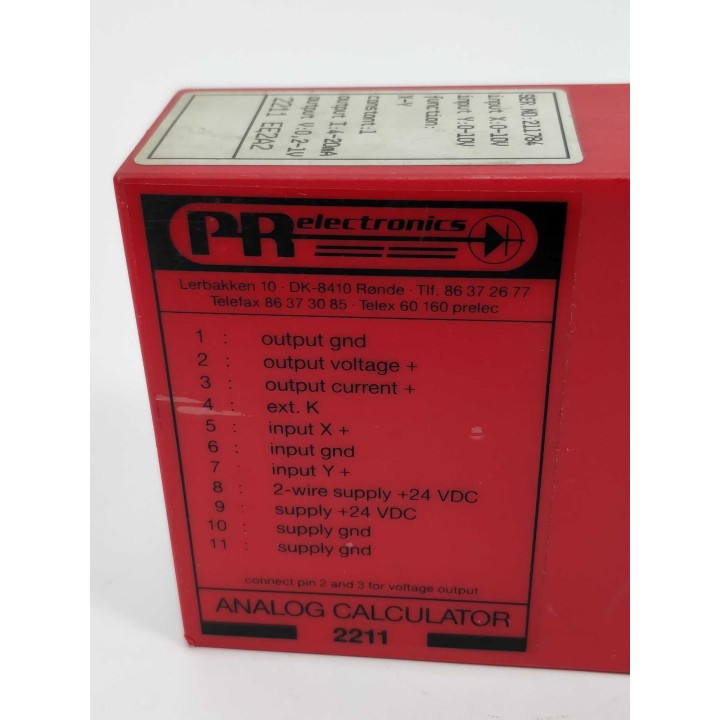 SER.NO:211784
input X:0-10V
input Y:0-10V
function:
X-Y
constant:1
output I:4-20mA
output V:0,2-1V
2211 EE2A2
PR electronics
Lerbakken 10 · DK-8410 Rønde · Tlf. 86 37 26 77
Telefax 86 37 30 85 · Telex 60 160 prelec
1 : output gnd
2 : output voltage +
3 : output current +
4 : ext. K
5 : input X +
6 : input gnd
7 : input Y +
8 : 2-wire supply +24 VDC
9 : supply +24 VDC
10 : supply gnd
11 : supply gnd
connect pin 2 and 3 for voltage output
ANALOG CALCULATOR
2211